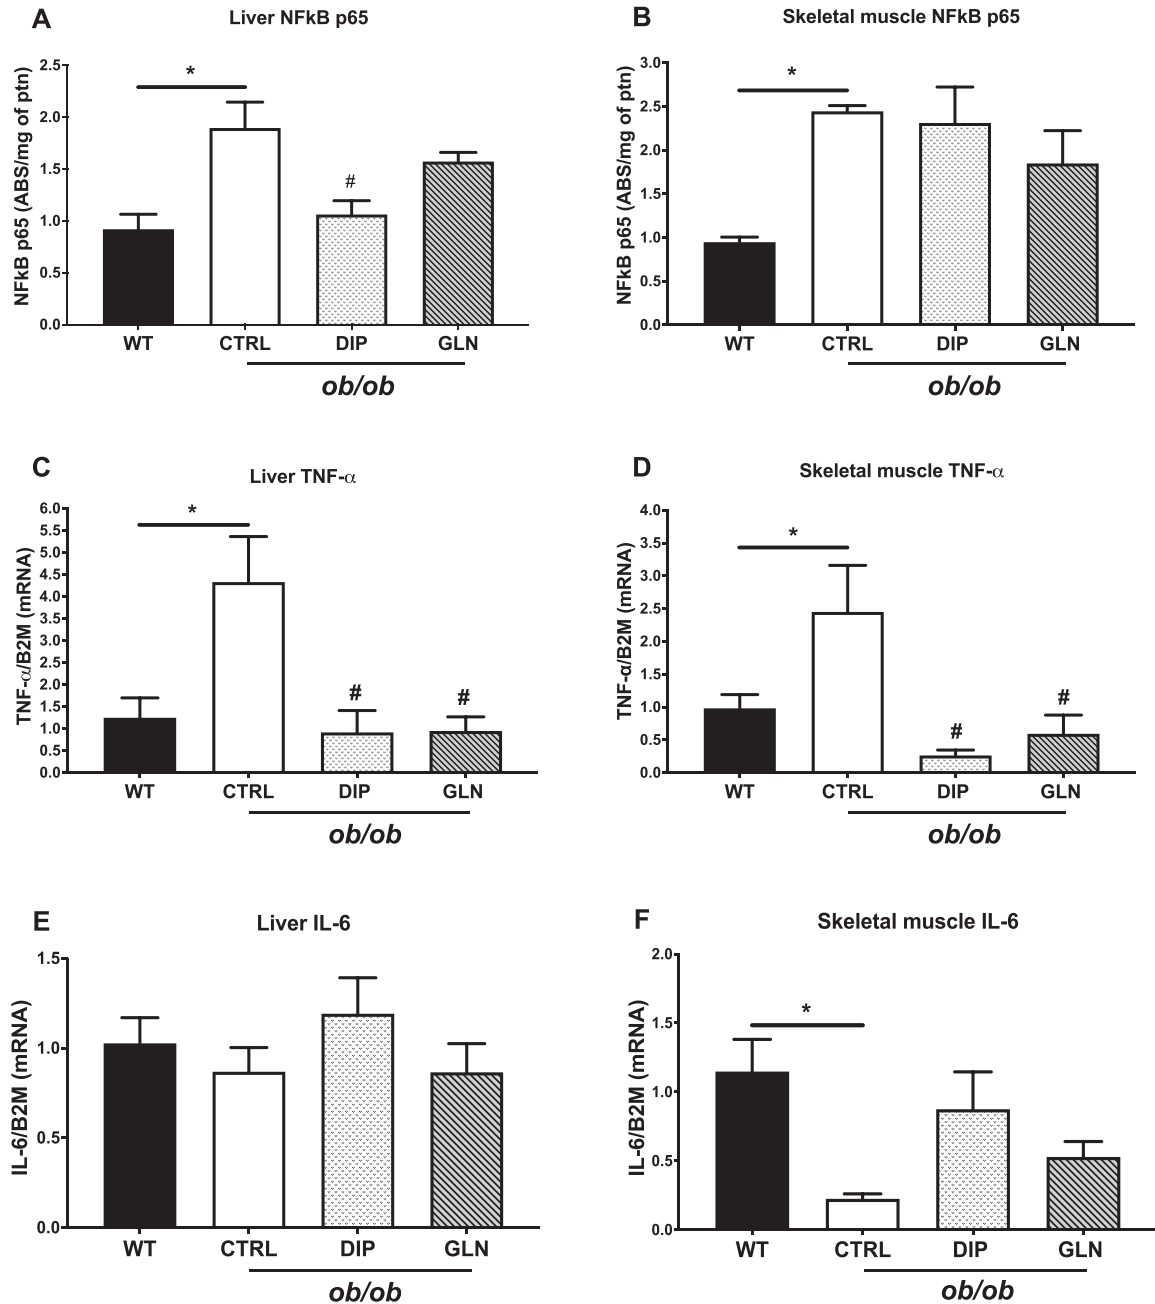 A
Liver NFkB p65
NFkB p65 (ABS/mg of ptn)
2.5
2.0
1.5
1.0
0.5
0.0
*
#
WT CTRL DIP GLN
ob/ob
B
Skeletal muscle NFkB p65
NFkB p65 (ABS/mg of ptn)
3.0
2.5
2.0
1.5
1.0
0.5
0.0
*
WT CTRL DIP GLN
ob/ob
C
Liver TNF-α
TNF-α/B2M (mRNA)
6.0
5.5
5.0
4.5
4.0
3.5
3.0
2.5
2.0
1.5
1.0
0.5
0.0
*
# #
WT CTRL DIP GLN
ob/ob
D
Skeletal muscle TNF-α
TNF-α/B2M (mRNA)
4.0
3.5
3.0
2.5
2.0
1.5
1.0
0.5
0.0
*
# #
WT CTRL DIP GLN
ob/ob
E
Liver IL-6
IL-6/B2M (mRNA)
1.5
1.0
0.5
0.0
WT CTRL DIP GLN
ob/ob
F
Skeletal muscle IL-6
IL-6/B2M (mRNA)
2.0
1.5
1.0
0.5
0.0
*
WT CTRL DIP GLN
ob/ob